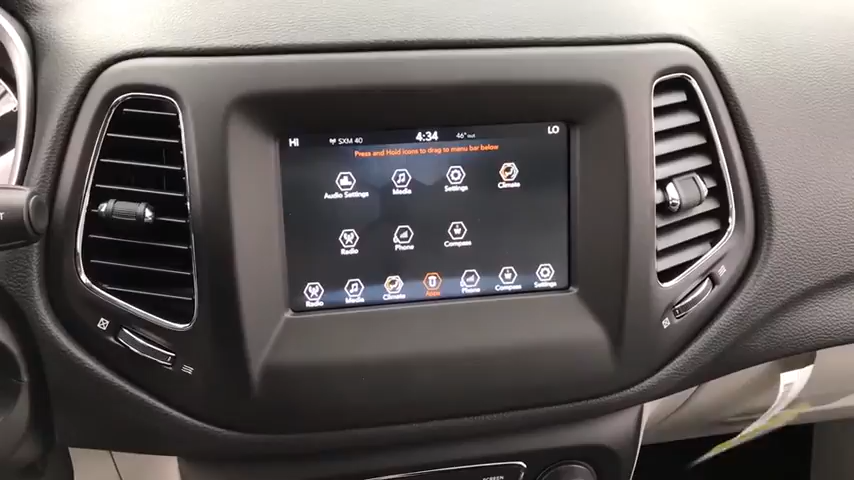 HI SXM 40 4:34 46° out LO
Press and Hold icons to drag to menu bar below
Audio Settings Media Settings Climate
Radio Phone Compass
Radio Media Climate Apps Phone Compass Settings
SCREEN
T